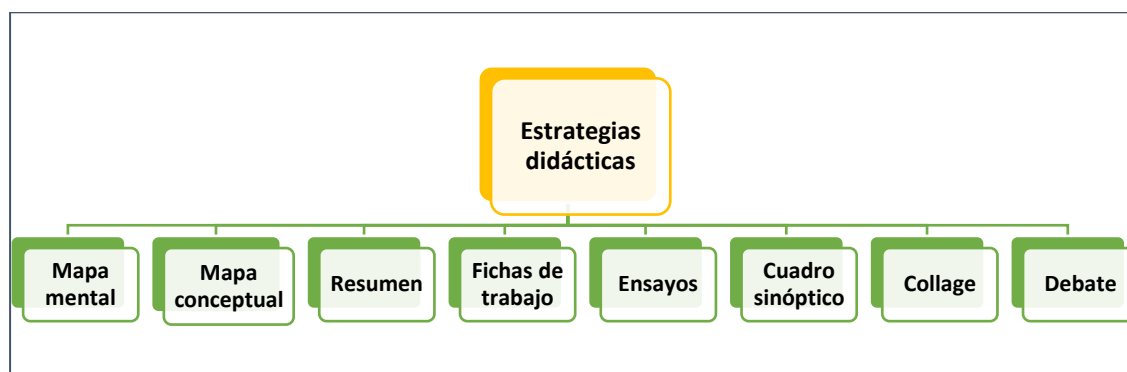 Estrategias
didácticas
Mapa
mental
Mapa
conceptual
Resumen
Fichas de
trabajo
Ensayos
Cuadro
sinóptico
Collage
Debate